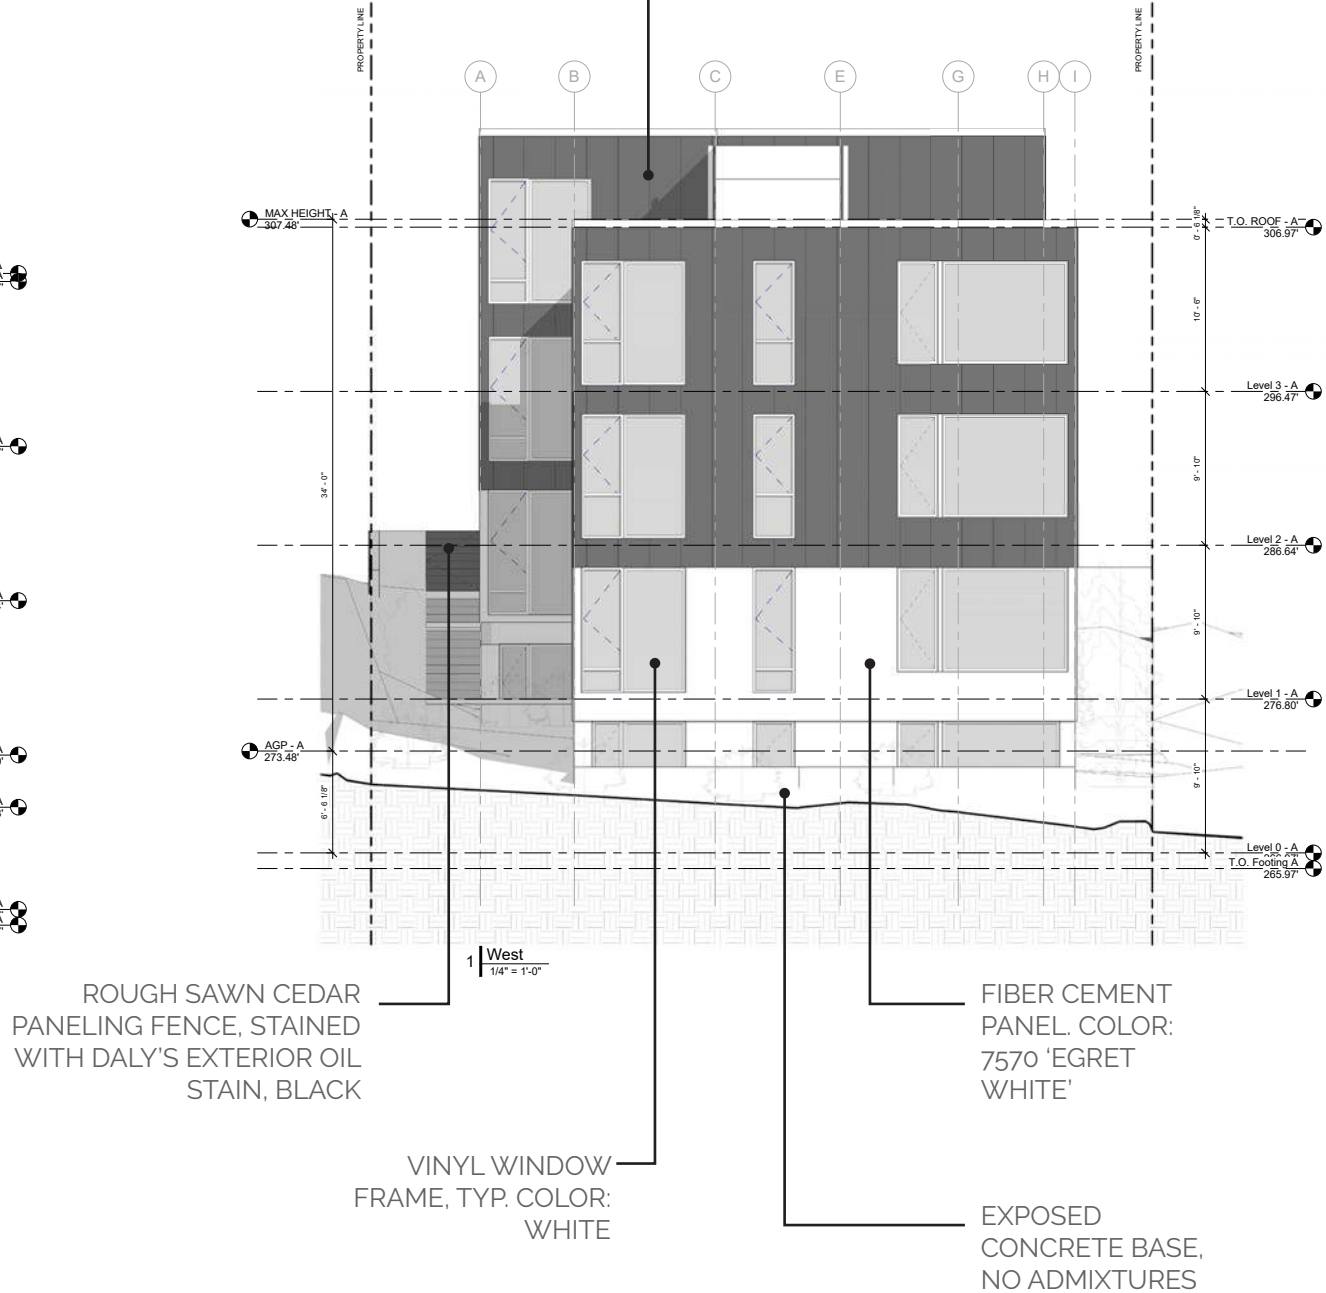 PROPERTY LINE
PROPERTY LINE
A
B
C
E
G
H
I
MAX HEIGHT - A
307.48'
0' - 6 1/8"
T.O. ROOF - A
306.97'
10' - 6"
Level 3 - A
296.47'
34' - 0"
9' - 10"
Level 2 - A
286.64'
9' - 10"
Level 1 - A
276.80'
AGP - A
273.48'
6' - 6 1/8"
9' - 10"
Level 0 - A
T.O. Footing A
265.97'
1
West
1/4" = 1'-0"
ROUGH SAWN CEDAR
PANELING FENCE, STAINED
WITH DALY'S EXTERIOR OIL
STAIN, BLACK
FIBER CEMENT
PANEL. COLOR:
7570 ‘EGRET
WHITE’
VINYL WINDOW
FRAME, TYP. COLOR:
WHITE
EXPOSED
CONCRETE BASE,
NO ADMIXTURES